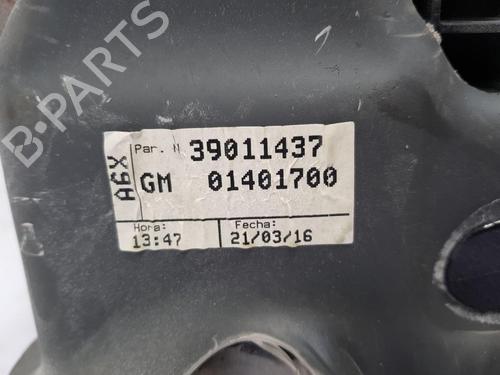 B-PARTS
A6X
Par. N 39011437
GM 01401700
Hora: Fecha:
13:47 21/03/16